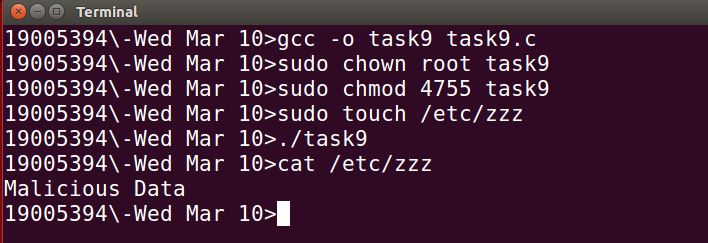 Terminal
19005394\-Wed Mar 10>gcc -o task9 task9.c
19005394\-Wed Mar 10>sudo chown root task9
19005394\-Wed Mar 10>sudo chmod 4755 task9
19005394\-Wed Mar 10>sudo touch /etc/zzz
19005394\-Wed Mar 10>./task9
19005394\-Wed Mar 10>cat /etc/zzz
Malicious Data
19005394\-Wed Mar 10>